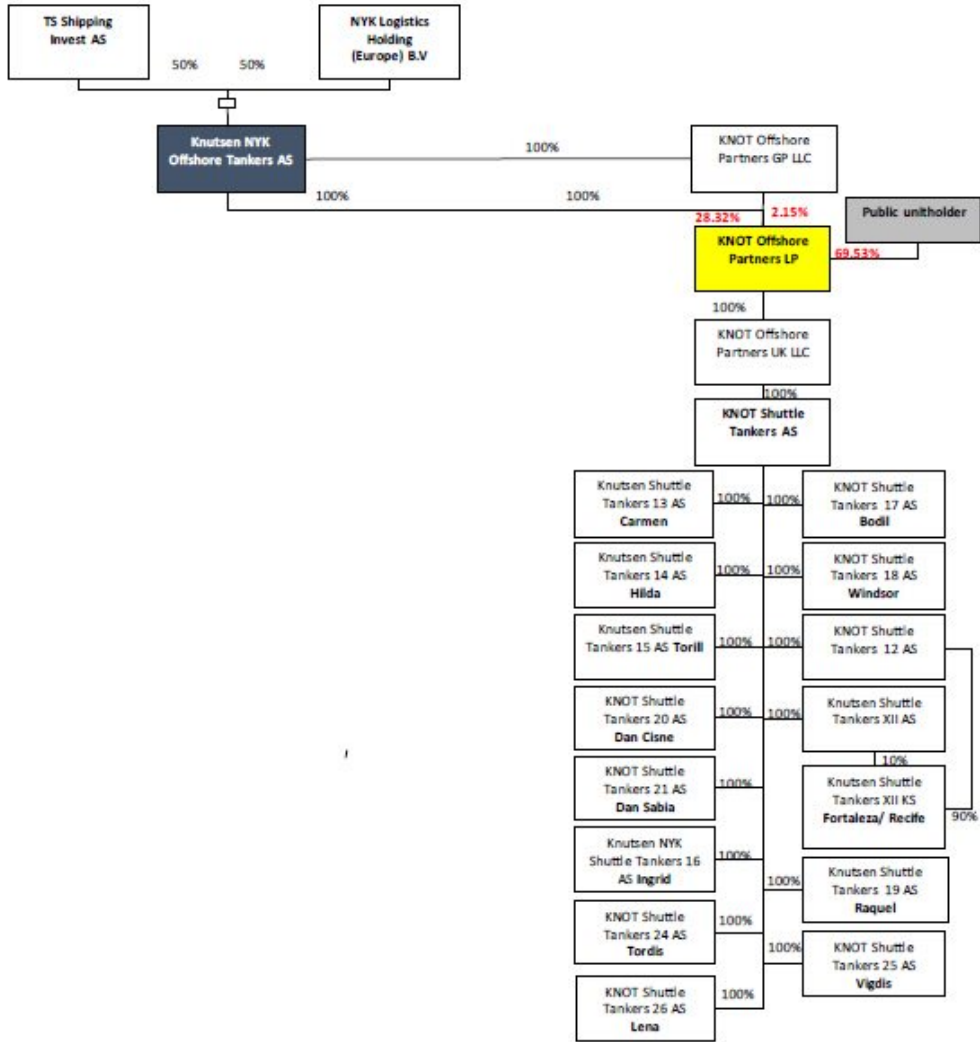 TS Shipping
Invest AS
NYK Logistics
Holding
(Europe) B.V
50%
50%
Knutsen NYK
Offshore Tankers AS
100%
KNOT Offshore
Partners GP LLC
100%
100%
28.32%
2.15%
Public unitholder
KNOT Offshore
Partners LP
69.53%
100%
KNOT Offshore
Partners UK LLC
100%
KNOT Shuttle
Tankers AS
Knutsen Shuttle
Tankers 13 AS
Carmen
100%
100%
KNOT Shuttle
Tankers 17 AS
Bodil
Knutsen Shuttle
Tankers 14 AS
Hilda
100%
100%
KNOT Shuttle
Tankers 18 AS
Windsor
Knutsen Shuttle
Tankers 15 AS Torill
100%
100%
KNOT Shuttle
Tankers 12 AS
KNOT Shuttle
Tankers 20 AS
Dan Cisne
100%
100%
Knutsen Shuttle
Tankers XII AS
10%
KNOT Shuttle
Tankers 21 AS
Dan Sabia
100%
Knutsen Shuttle
Tankers XII KS
Fortaleza/ Recife
90%
Knutsen NYK
Shuttle Tankers 16
AS Ingrid
100%
100%
Knutsen Shuttle
Tankers 19 AS
Raquel
KNOT Shuttle
Tankers 24 AS
Tordis
100%
100%
KNOT Shuttle
Tankers 25 AS
Vigdis
KNOT Shuttle
Tankers 26 AS
Lena
100%